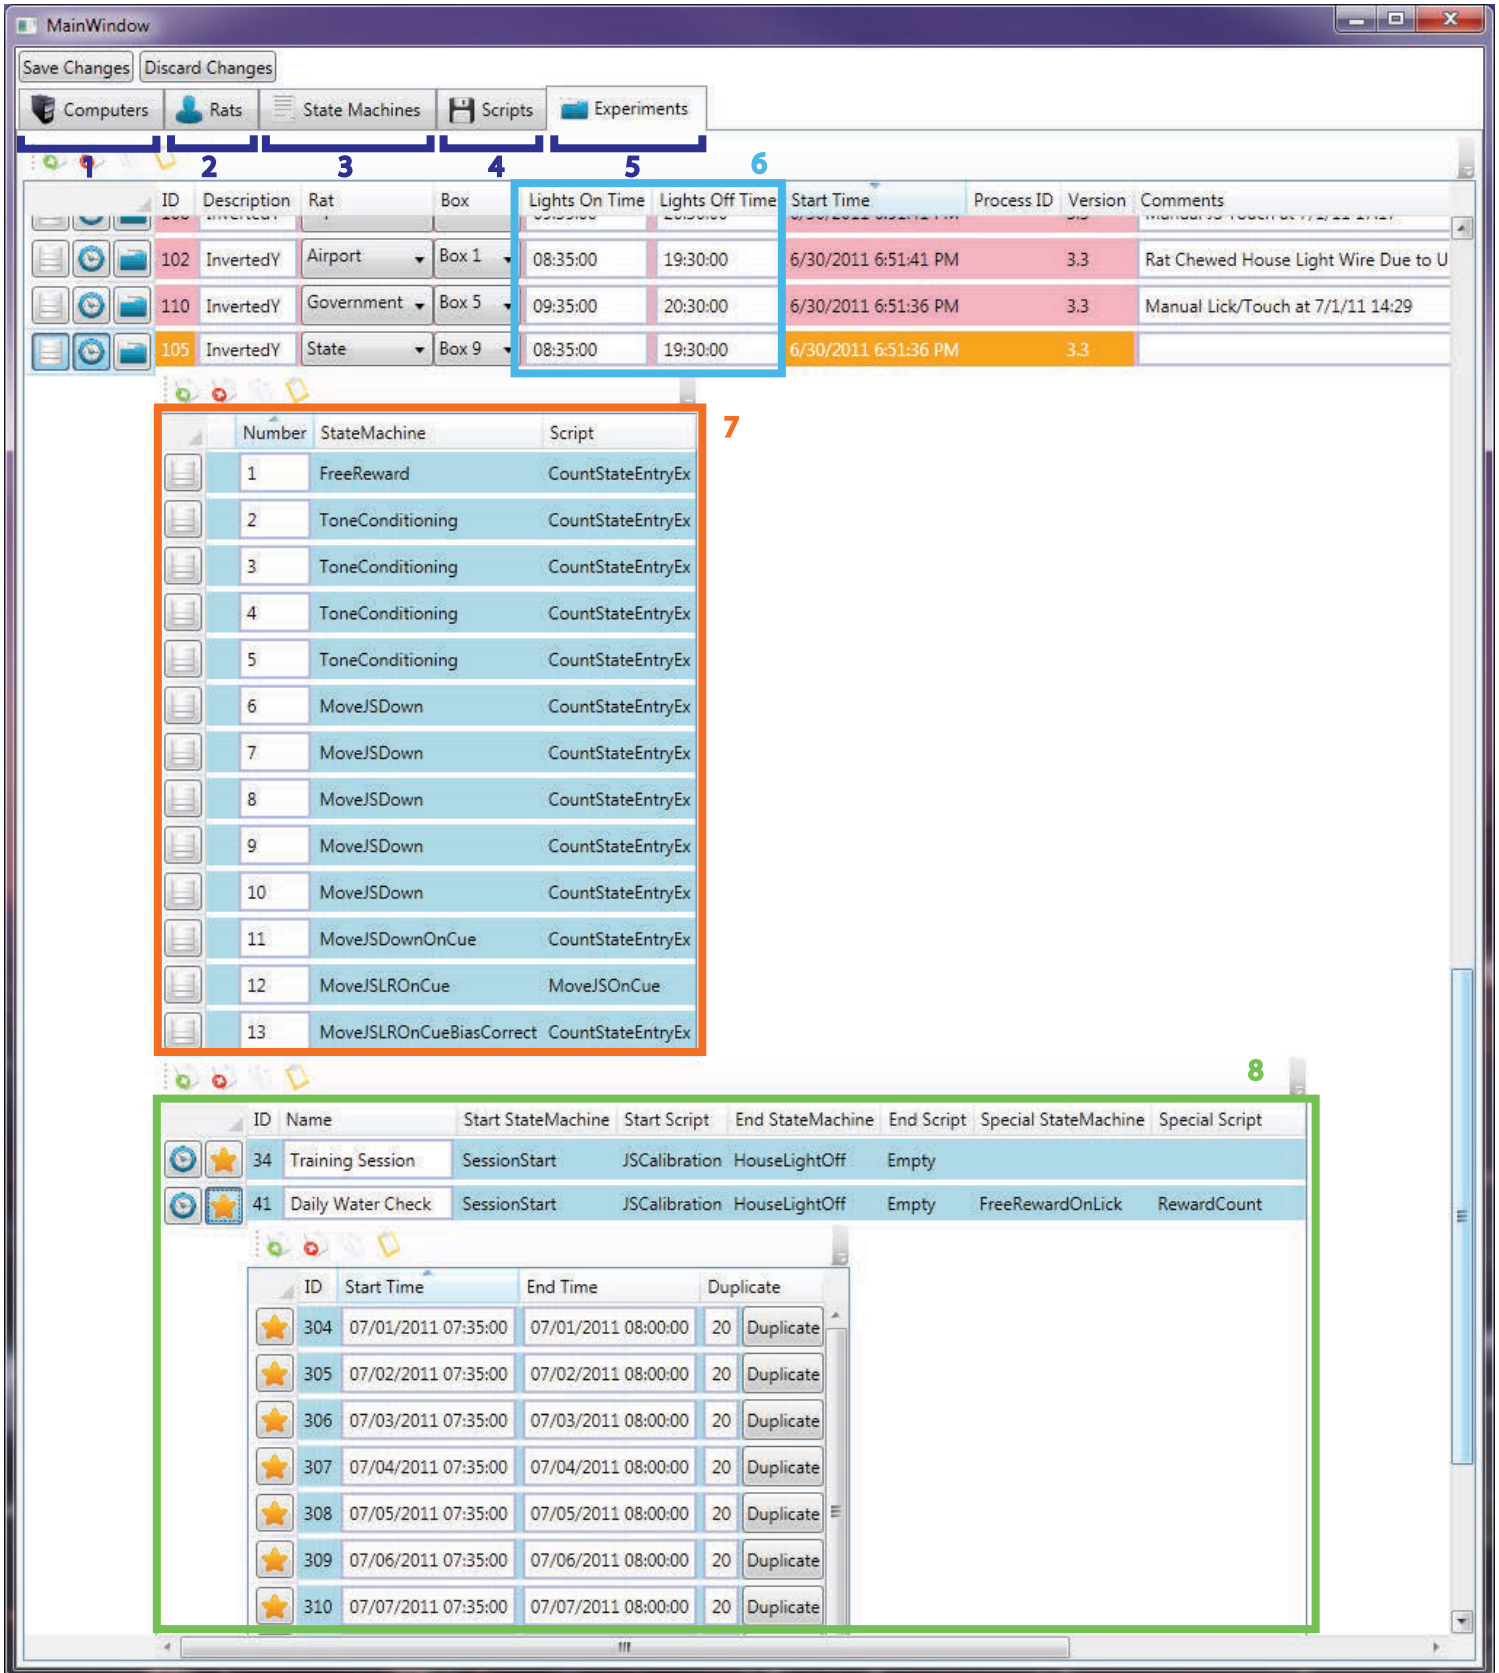 MainWindow
Save Changes Discard Changes
Computers Rats State Machines Scripts Experiments
1 2 3 4 5 6
ID Description Rat Box Lights On Time Lights Off Time Start Time Process ID Version Comments
102 InvertedY Airport Box 1 08:35:00 19:30:00 6/30/2011 6:51:41 PM 3.3 Rat Chewed House Light Wire Due to U
110 InvertedY Government Box 5 09:35:00 20:30:00 6/30/2011 6:51:36 PM 3.3 Manual Lick/Touch at 7/1/11 14:29
105 InvertedY State Box 9 08:35:00 19:30:00 6/30/2011 6:51:36 PM 3.3
7
Number StateMachine Script
1 FreeReward CountStateEntryEx
2 ToneConditioning CountStateEntryEx
3 ToneConditioning CountStateEntryEx
4 ToneConditioning CountStateEntryEx
5 ToneConditioning CountStateEntryEx
6 MoveJSDown CountStateEntryEx
7 MoveJSDown CountStateEntryEx
8 MoveJSDown CountStateEntryEx
9 MoveJSDown CountStateEntryEx
10 MoveJSDown CountStateEntryEx
11 MoveJSDownOnCue CountStateEntryEx
12 MoveJSLROnCue MoveJSOnCue
13 MoveJSLROnCueBiasCorrect CountStateEntryEx
8
ID Name Start StateMachine Start Script End StateMachine End Script Special StateMachine Special Script
34 Training Session SessionStart JSCalibration HouseLightOff Empty
41 Daily Water Check SessionStart JSCalibration HouseLightOff Empty FreeRewardOnLick RewardCount
ID Start Time End Time Duplicate
304 07/01/2011 07:35:00 07/01/2011 08:00:00 20 Duplicate
305 07/02/2011 07:35:00 07/02/2011 08:00:00 20 Duplicate
306 07/03/2011 07:35:00 07/03/2011 08:00:00 20 Duplicate
307 07/04/2011 07:35:00 07/04/2011 08:00:00 20 Duplicate
308 07/05/2011 07:35:00 07/05/2011 08:00:00 20 Duplicate
309 07/06/2011 07:35:00 07/06/2011 08:00:00 20 Duplicate
310 07/07/2011 07:35:00 07/07/2011 08:00:00 20 Duplicate